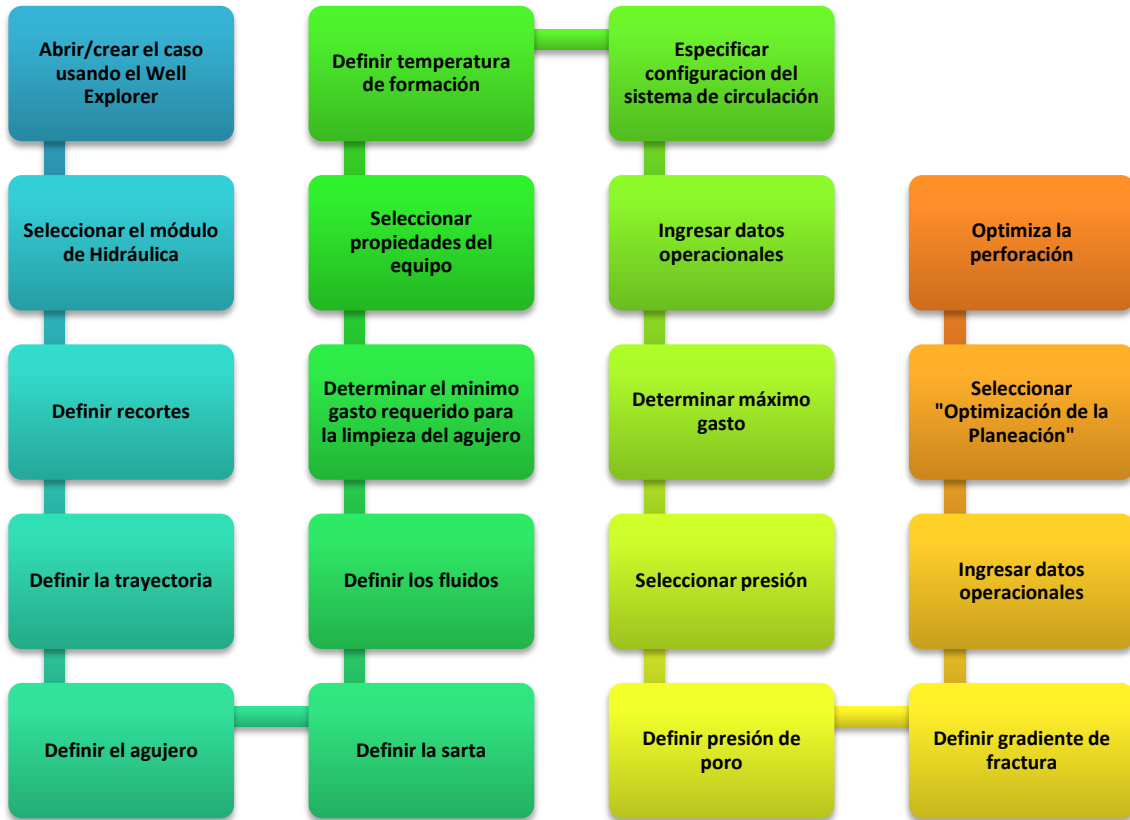 Abrir/crear el caso
usando el Well
Explorer
Seleccionar el módulo
de Hidráulica
Definir recortes
Definir la trayectoria
Definir el agujero
Definir la sarta
Definir los fluidos
Determinar el minimo
gasto requerido para
la limpieza del agujero
Seleccionar
propiedades del
equipo
Definir temperatura
de formación
Especificar
configuracion del
sistema de circulación
Ingresar datos
operacionales
Determinar máximo
gasto
Seleccionar presión
Definir presión de
poro
Definir gradiente de
fractura
Ingresar datos
operacionales
Seleccionar
"Optimización de la
Planeación"
Optimiza la
perforación